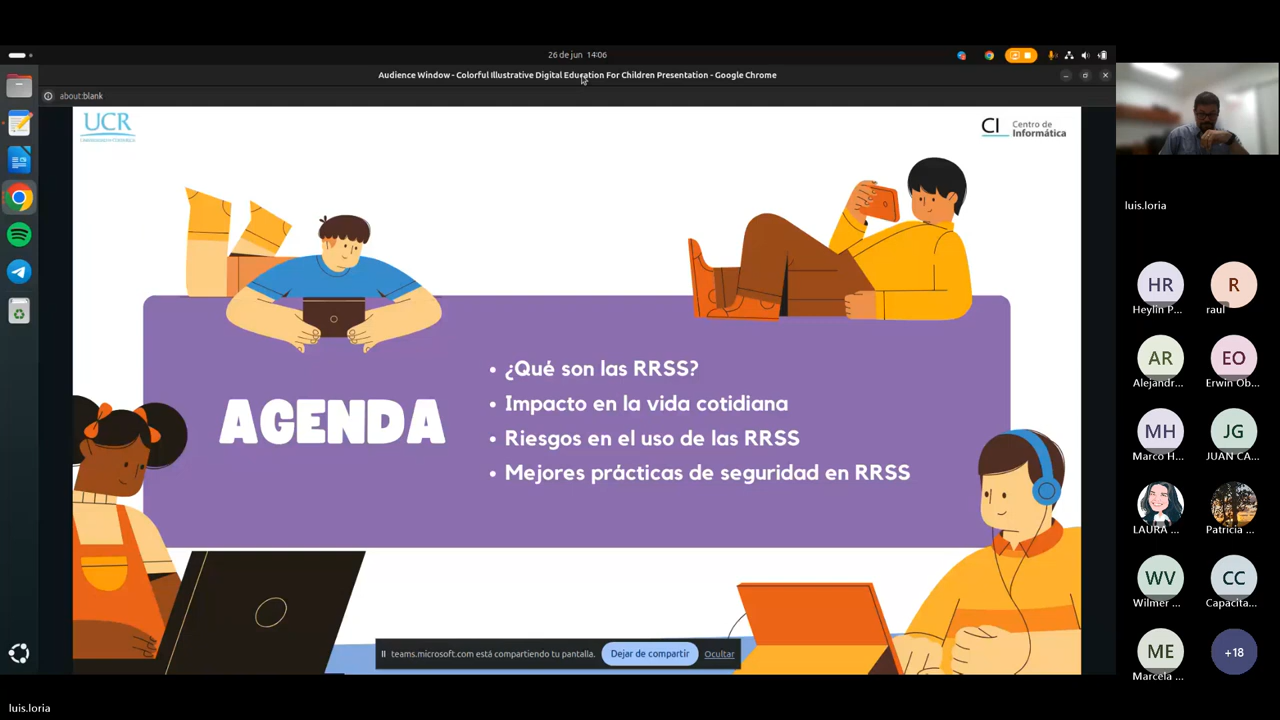 26 de jun 14:06
Audience Window - Colorful Illustrative Digital Education For Children Presentation - Google Chrome
about:blank
UCR
CI Centro de
Informática
AGENDA
• ¿Qué son las RRSS?
• Impacto en la vida cotidiana
• Riesgos en el uso de las RRSS
• Mejores prácticas de seguridad en RRSS
teams.microsoft.com está compartiendo tu pantalla. Dejar de compartir Ocultar
luis.loria
HR R
Heylin P... raul
AR EO
Alejandr... Erwin Ob...
MH JG
Marco H... JUAN CA...
LAURA ... Patricia ...
WV CC
Wilmer ... Capacita...
ME +18
Marcela ...
luis.loria